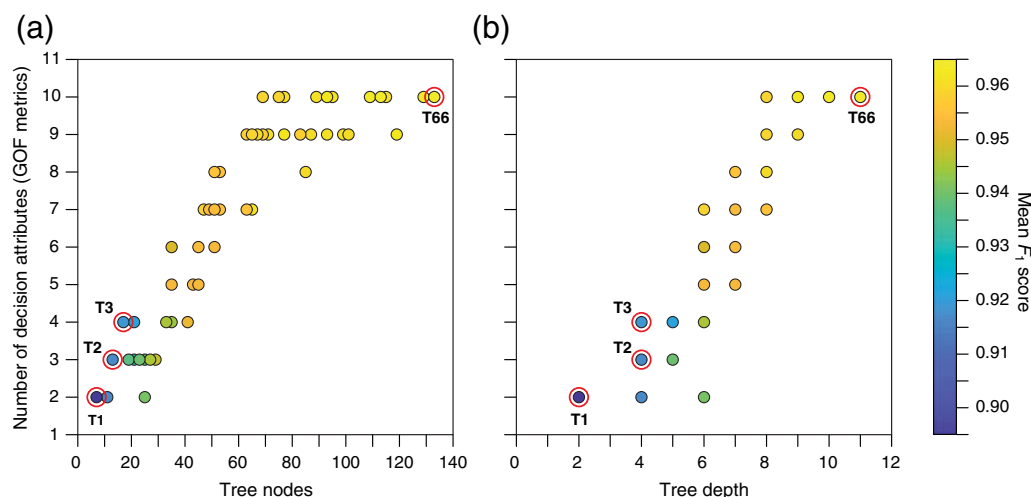 (a)
(b)
Number of decision attributes (GOF metrics)
11
10
9
8
7
6
5
4
3
2
1
T66
T3
T2
T1
0
20
40
60
80
100
120
140
Tree nodes
T66
T3
T2
T1
0
2
4
6
8
10
12
Tree depth
0.96
0.95
0.94
0.93
0.92
0.91
0.90
Mean F₁ score